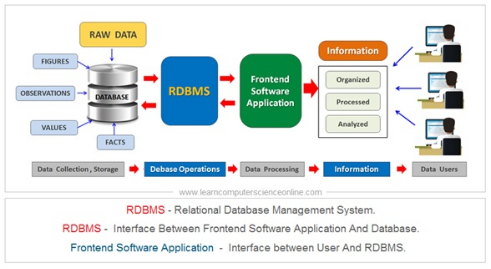 RAW DATA
FIGURES
OBSERVATIONS
DATABASE
VALUES
FACTS
RDBMS
Frontend
Software
Application
Information
Organized
Processed
Analyzed
Data Collection , Storage
Debase Operations
Data Processing
Information
Data Users
www.learncomputerscienceonline.com
RDBMS - Relational Database Management System.
RDBMS - Interface Between Frontend Software Application And Database.
Frontend Software Application - Interface between User And RDBMS.